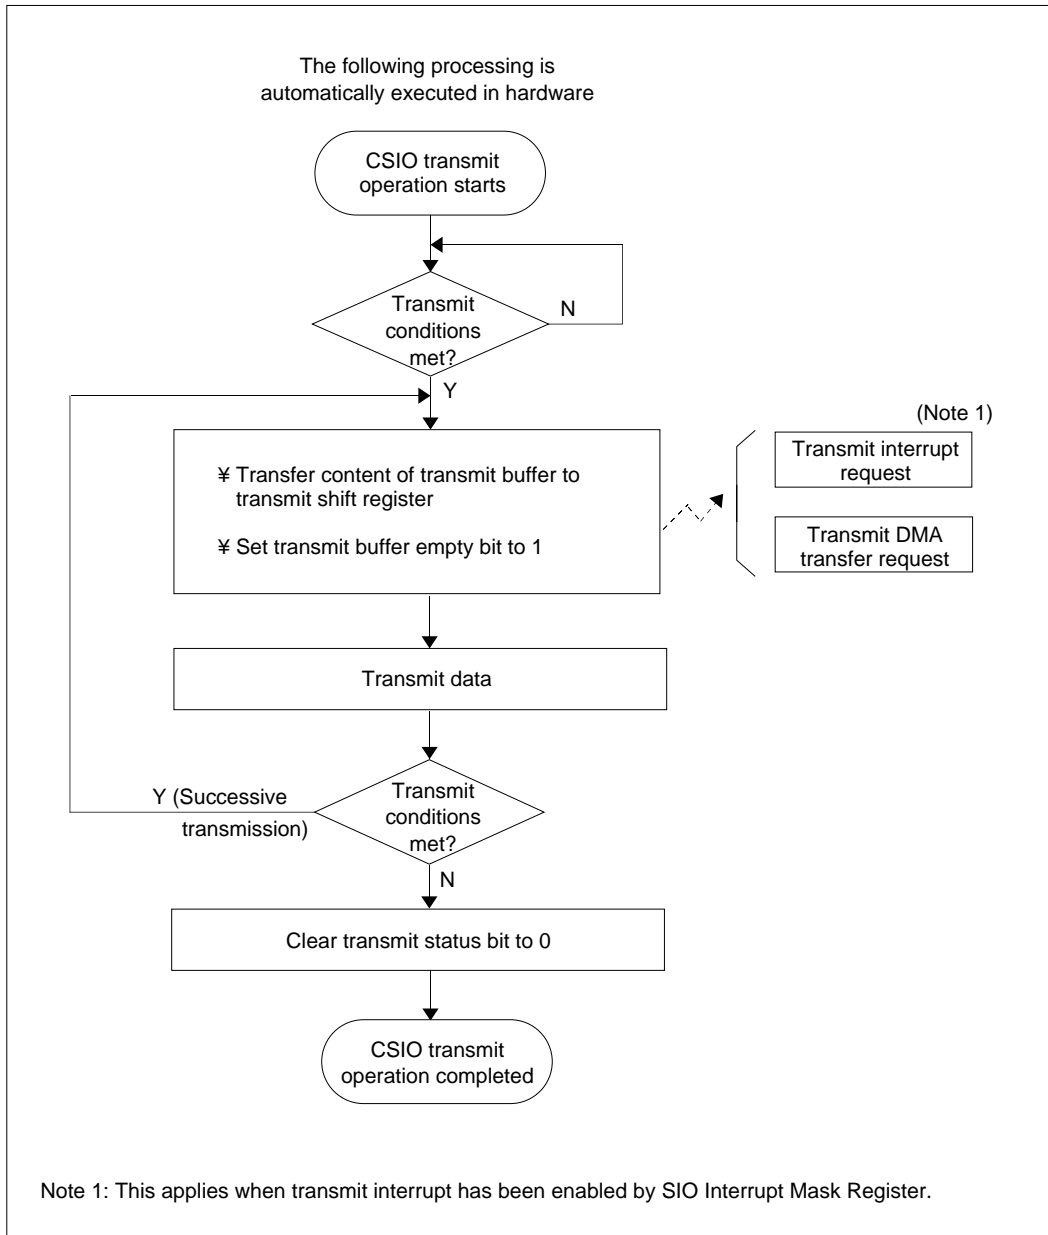 The following processing is
automatically executed in hardware
CSIO transmit
operation starts
Transmit
conditions
met?
N
Y
(Note 1)
¥ Transfer content of transmit buffer to
transmit shift register
¥ Set transmit buffer empty bit to 1
Transmit interrupt
request
Transmit DMA
transfer request
Transmit data
Transmit
conditions
met?
Y (Successive
transmission)
N
Clear transmit status bit to 0
CSIO transmit
operation completed
Note 1: This applies when transmit interrupt has been enabled by SIO Interrupt Mask Register.